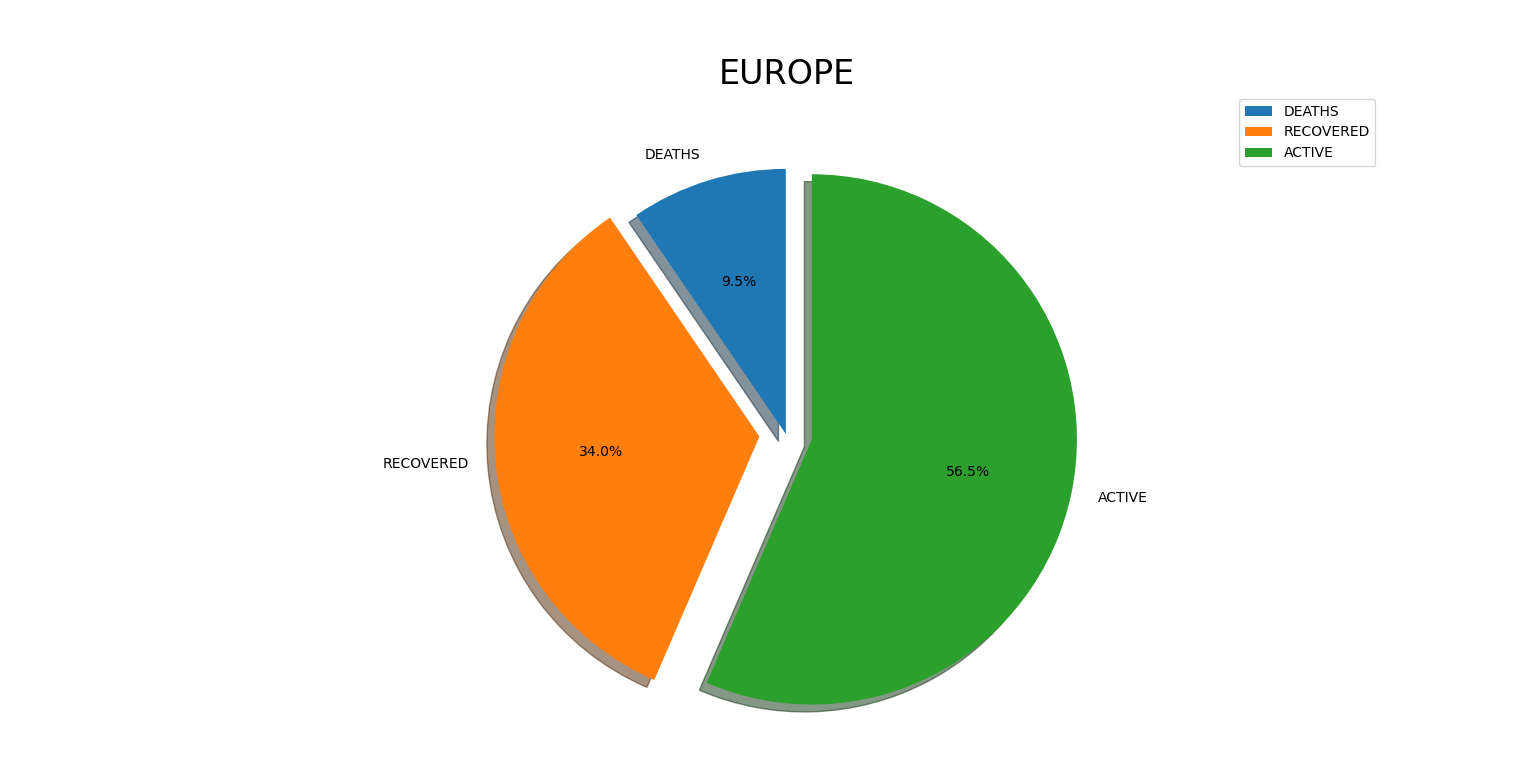 EUROPE
DEATHS
RECOVERED
ACTIVE
DEATHS
9.5%
34.0%
RECOVERED
56.5%
ACTIVE